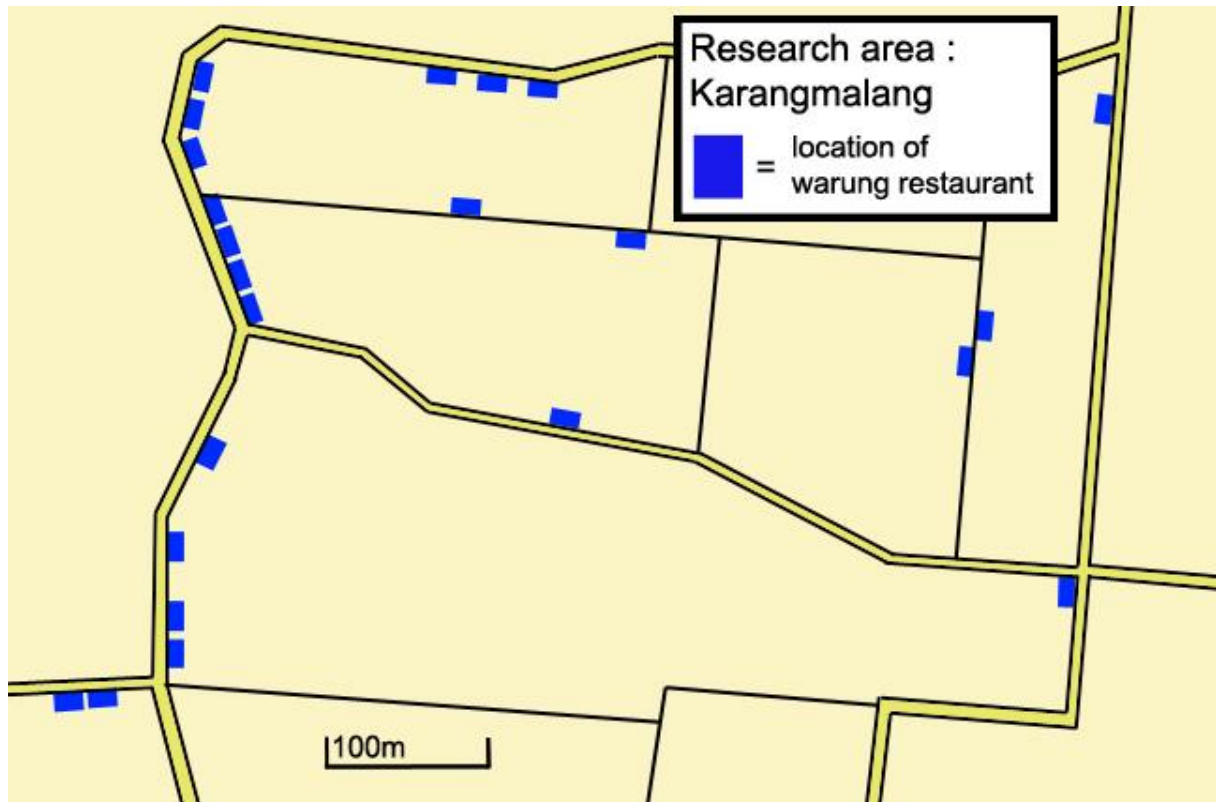 Research area :
Karangmalang
= location of
warung restaurant
100m